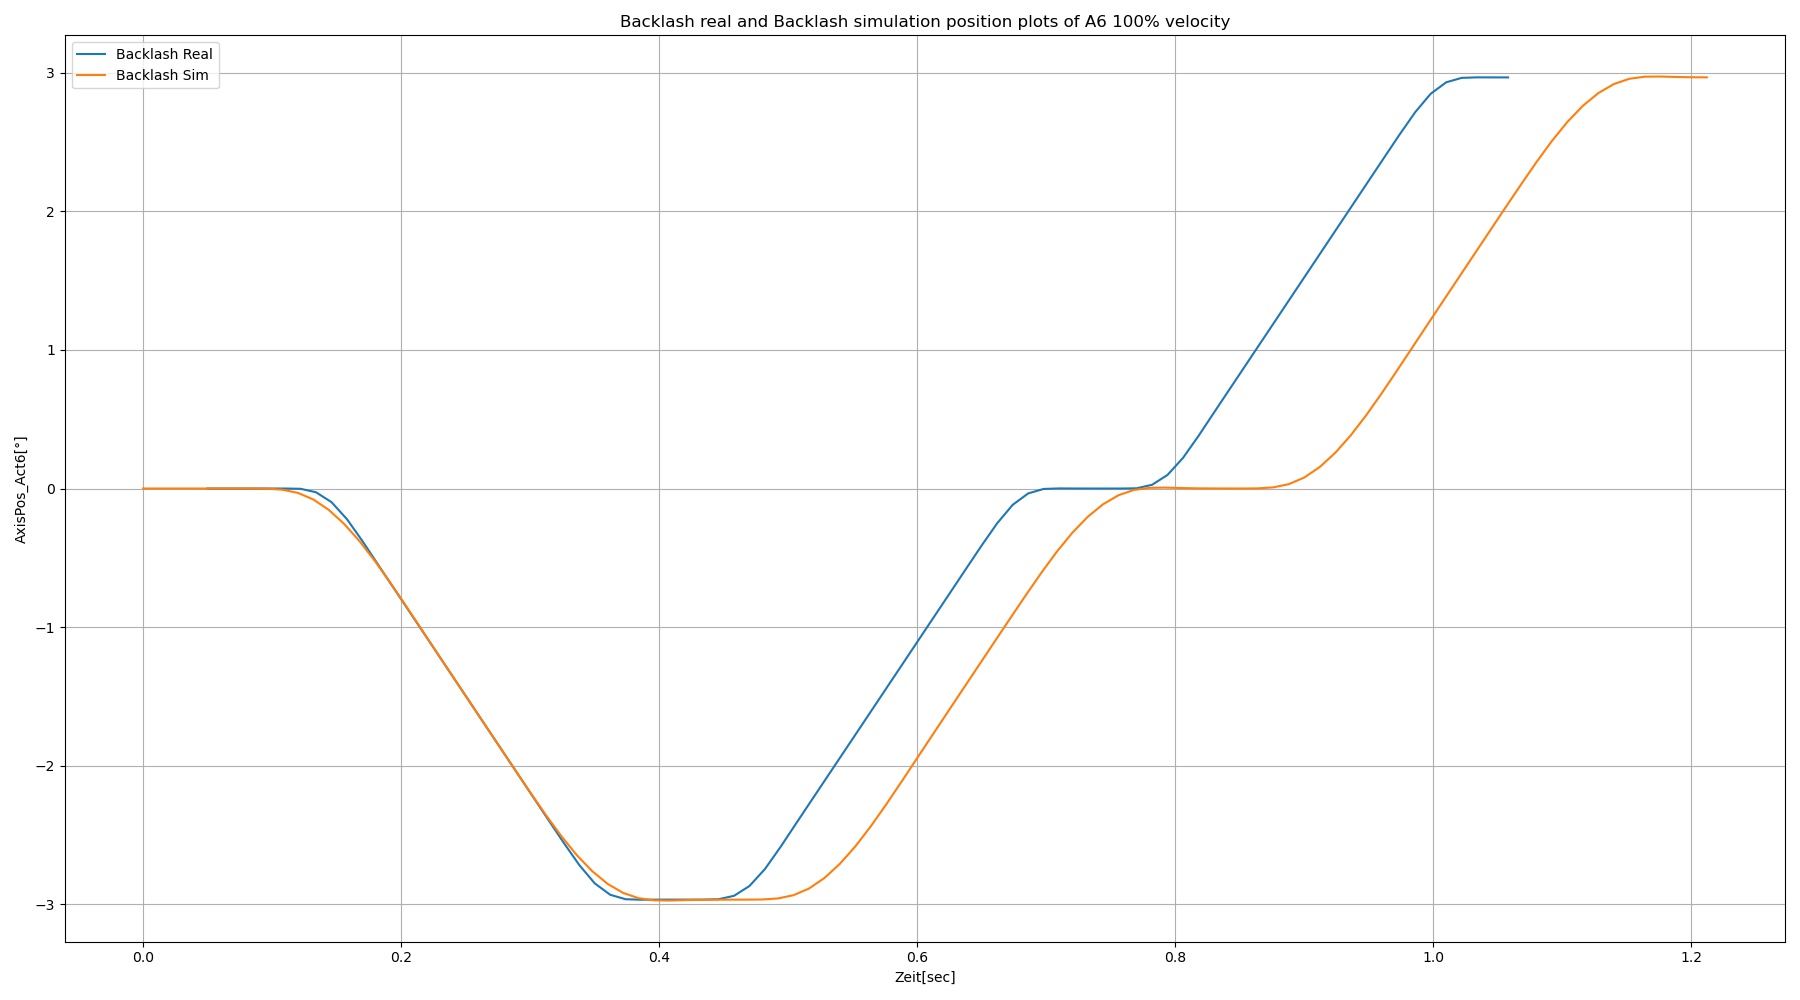 Backlash real and Backlash simulation position plots of A6 100% velocity
Backlash Real
Backlash Sim
3
2
1
0
−1
−2
−3
AxisPos_Act6[°]
0.0 0.2 0.4 0.6 0.8 1.0 1.2
Zeit[sec]